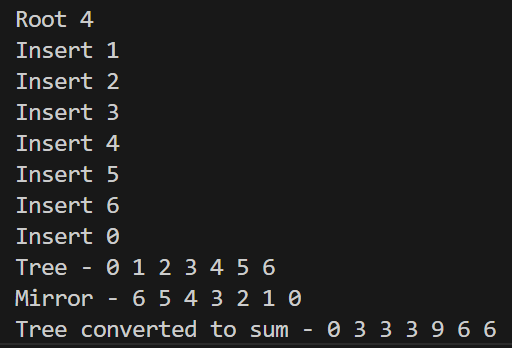 Root 4
Insert 1
Insert 2
Insert 3
Insert 4
Insert 5
Insert 6
Insert 0
Tree - 0 1 2 3 4 5 6
Mirror - 6 5 4 3 2 1 0
Tree converted to sum - 0 3 3 3 9 6 6